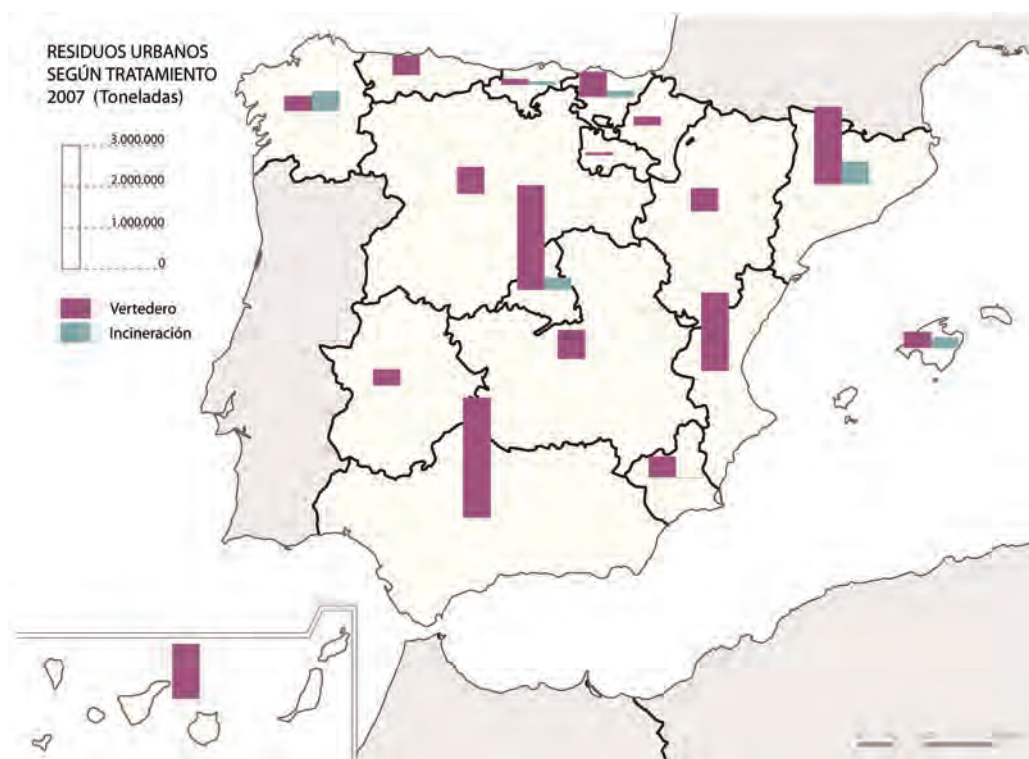 RESIDUOS URBANOS
SEGÚN TRATAMIENTO
2007 (Toneladas)
3.000.000
2.000.000
1.000.000
0
Vertedero
Incineración